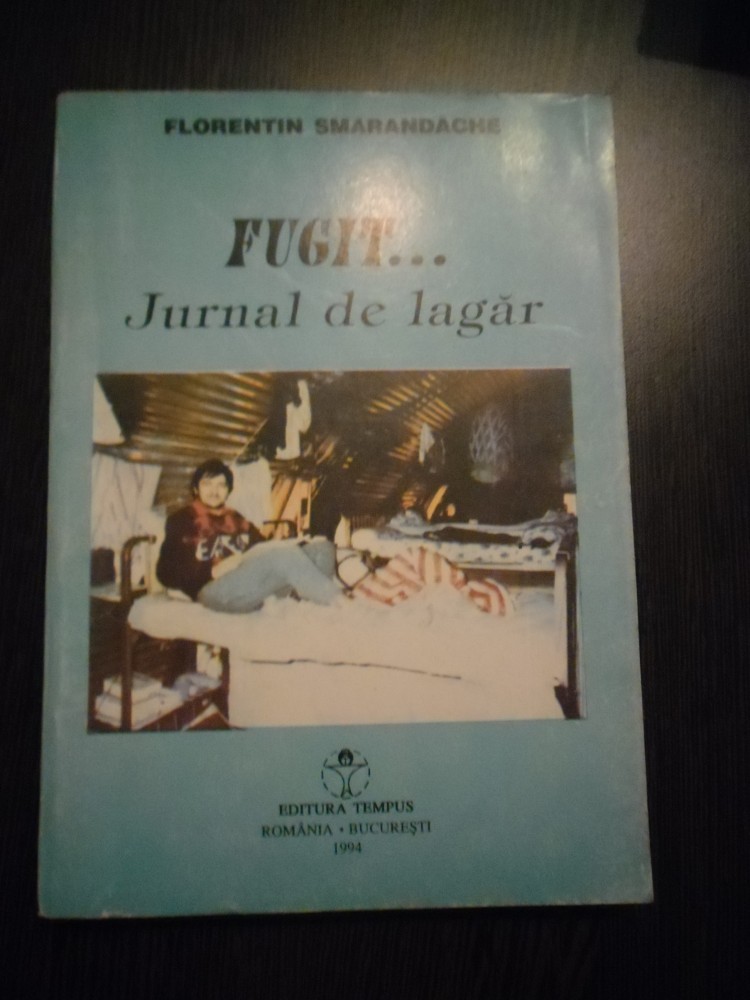 FLORENTIN SMARANDACHE
FUGIT...
Jurnal de lagăr
EDITURA TEMPUS
ROMÂNIA • BUCUREŞTI
1994